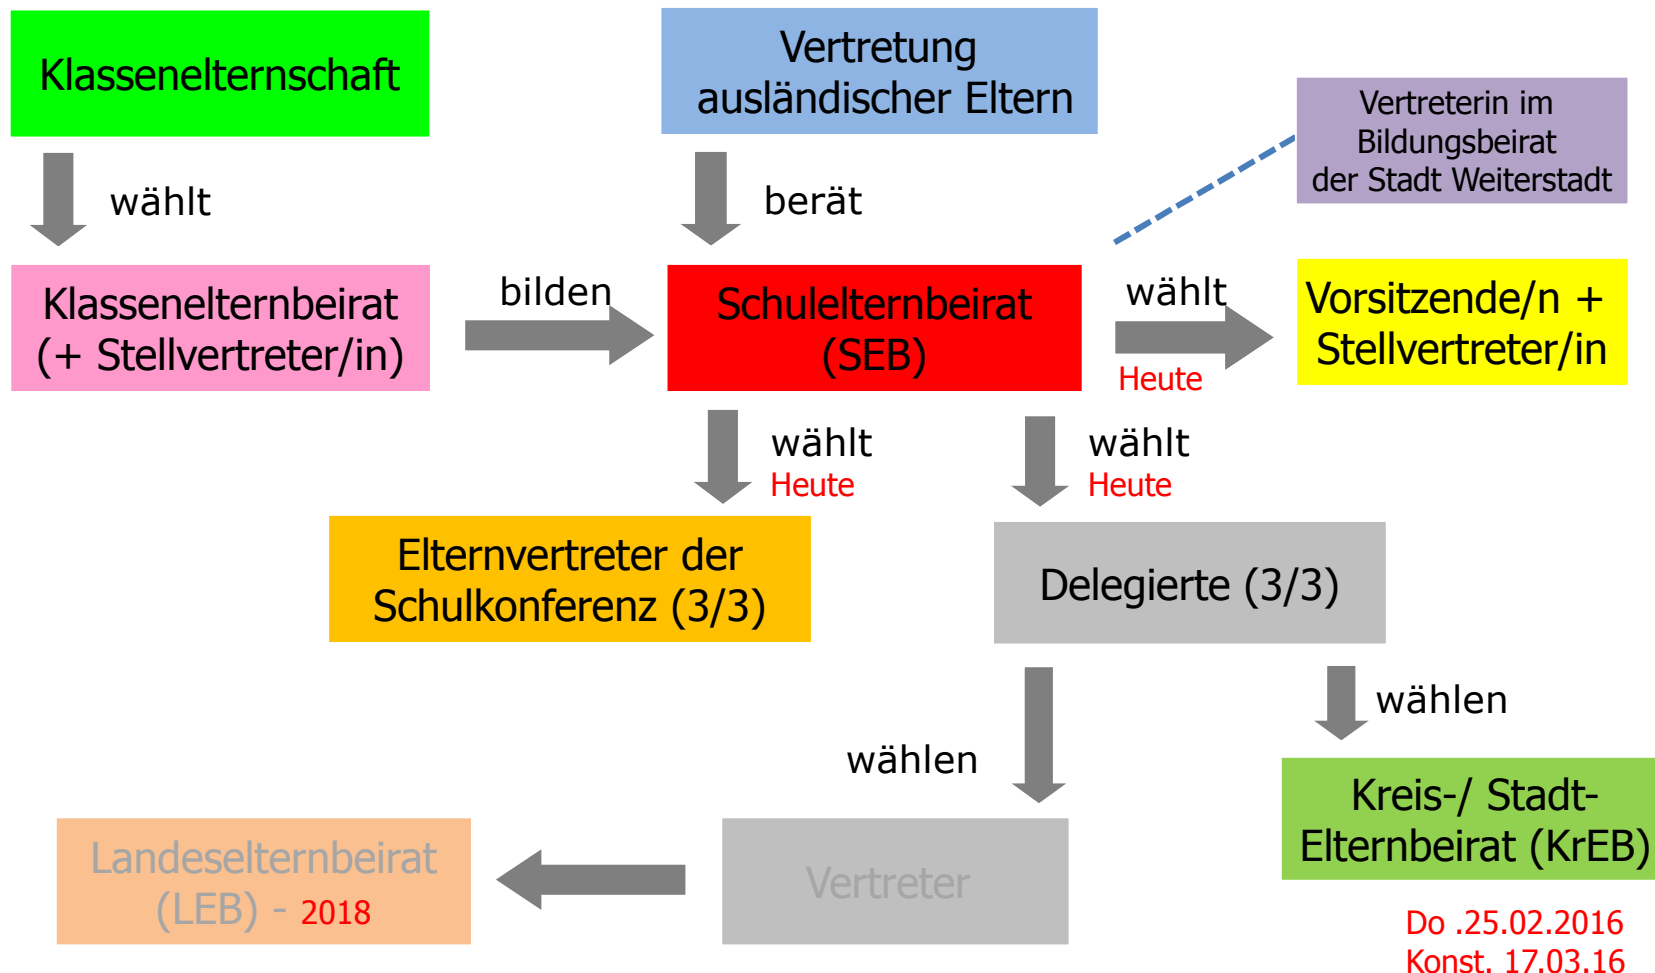 Klassenelternschaft
Vertretung
ausländischer Eltern
Vertreterin im
Bildungsbeirat
der Stadt Weiterstadt
wählt
berät
Klassenelternbeirat
(+ Stellvertreter/in)
bilden
Schulelternbeirat
(SEB)
wählt
Heute
Vorsitzende/n +
Stellvertreter/in
wählt
Heute
wählt
Heute
Elternvertreter der
Schulkonferenz (3/3)
Delegierte (3/3)
wählen
wählen
Landeselternbeirat
(LEB) - 2018
Vertreter
Kreis-/ Stadt-
Elternbeirat (KrEB)
Do .25.02.2016
Konst. 17.03.16